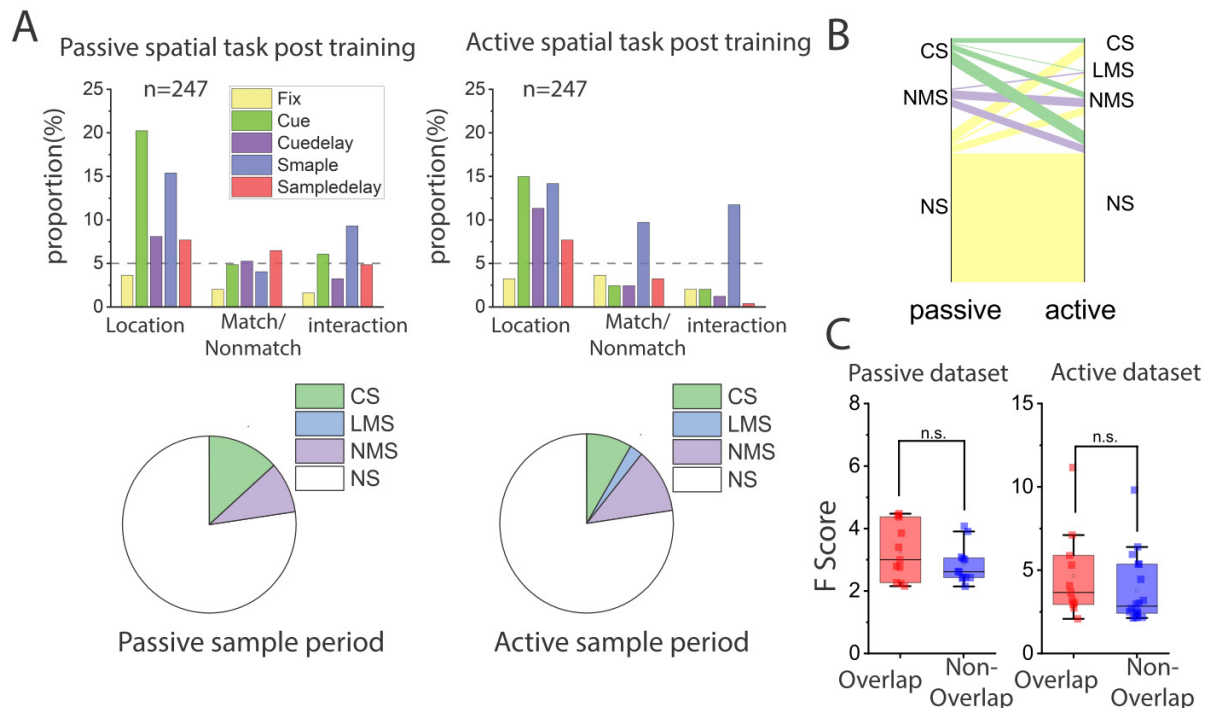 A
Passive spatial task post training
n=247
proportion(%)
25
20
15
10
5
0
Fix
Cue
Cuedelay
Smaple
Sampledelay
Location
Match/
Nonmatch
interaction
Active spatial task post training
n=247
proportion(%)
25
20
15
10
5
0
Location
Match/
Nonmatch
interaction
CS
LMS
NMS
NS
Passive sample period
CS
LMS
NMS
NS
Active sample period
B
CS
NMS
NS
CS
LMS
NMS
NS
passive
active
C
Passive dataset
F Score
8
6
4
2
0
n.s.
Overlap
Non-
Overlap
Active dataset
15
10
5
0
n.s.
Overlap
Non-
Overlap